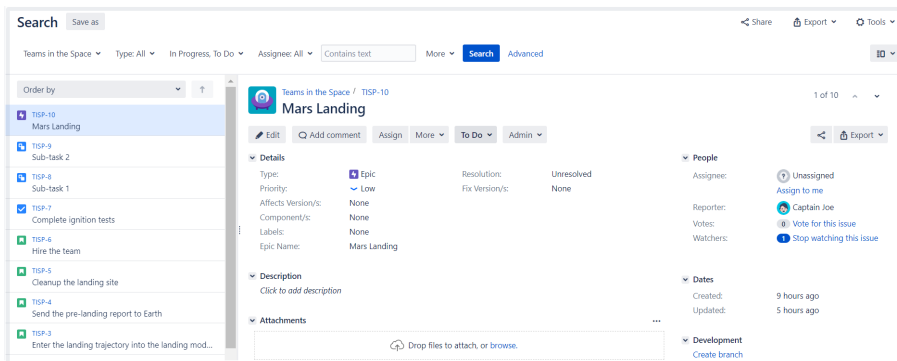 Search Save as Share Export Tools
Teams in the Space Type: All In Progress, To Do Assignee: All Contains text More Search Advanced
Order by
TISP-10
Mars Landing
TISP-9
Sub-task 2
TISP-8
Sub-task 1
TISP-7
Complete ignition tests
TISP-6
Hire the team
TISP-5
Cleanup the landing site
TISP-4
Send the pre-landing report to Earth
TISP-3
Enter the landing trajectory into the landing mod...
Teams in the Space / TISP-10
Mars Landing
1 of 10
Edit Add comment Assign More To Do Admin Export
Details
Type: Epic Resolution: Unresolved
Priority: Low Fix Version/s: None
Affects Version/s: None
Component/s: None
Labels: None
Epic Name: Mars Landing
Description
Click to add description
Attachments
Drop files to attach, or browse.
People
Assignee: Unassigned
Assign to me
Reporter: Captain Joe
Votes: 0 Vote for this issue
Watchers: 1 Stop watching this issue
Dates
Created: 9 hours ago
Updated: 5 hours ago
Development
Create branch